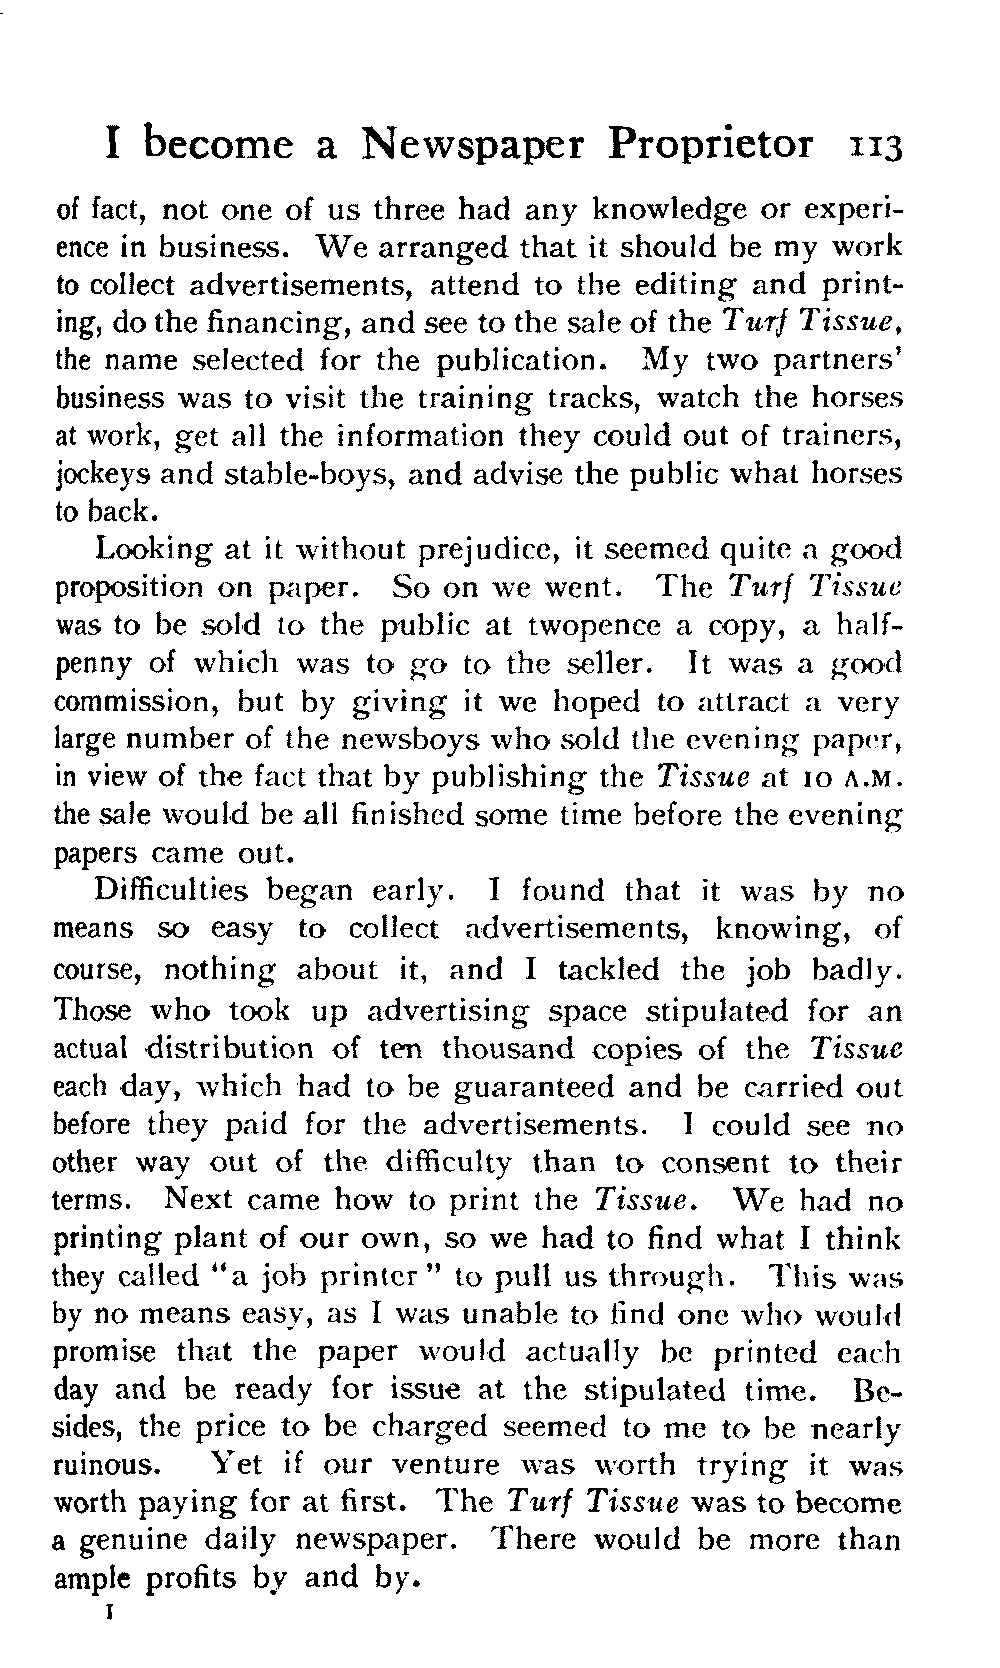 I become a Newspaper Proprietor 113
of fact, not one of us three had any knowledge or experi-
ence in business. We arranged that it should be my work
to collect advertisements, attend to the editing and print-
ing, do the financing, and see to the sale of the Turf Tissue,
the name selected for the publication. My two partners'
business was to visit the training tracks, watch the horses
at work, get all the information they could out of trainers,
jockeys and stable-boys, and advise the public what horses
to back.
Looking at it without prejudice, it seemed quite a good
proposition on paper. So on we went. The Turf Tissue
was to be sold to the public at twopence a copy, a half-
penny of which was to go to the seller. It was a good
commission, but by giving it we hoped to attract a very
large number of the newsboys who sold the evening paper,
in view of the fact that by publishing the Tissue at 10 A.M.
the sale would be all finished some time before the evening
papers came out.
Difficulties began early. I found that it was by no
means so easy to collect advertisements, knowing, of
course, nothing about it, and I tackled the job badly.
Those who took up advertising space stipulated for an
actual distribution of ten thousand copies of the Tissue
each day, which had to be guaranteed and be carried out
before they paid for the advertisements. I could see no
other way out of the difficulty than to consent to their
terms. Next came how to print the Tissue. We had no
printing plant of our own, so we had to find what I think
they called "a job printer" to pull us through. This was
by no means easy, as I was unable to find one who would
promise that the paper would actually be printed each
day and be ready for issue at the stipulated time. Be-
sides, the price to be charged seemed to me to be nearly
ruinous. Yet if our venture was worth trying it was
worth paying for at first. The Turf Tissue was to become
a genuine daily newspaper. There would be more than
ample profits by and by.
I